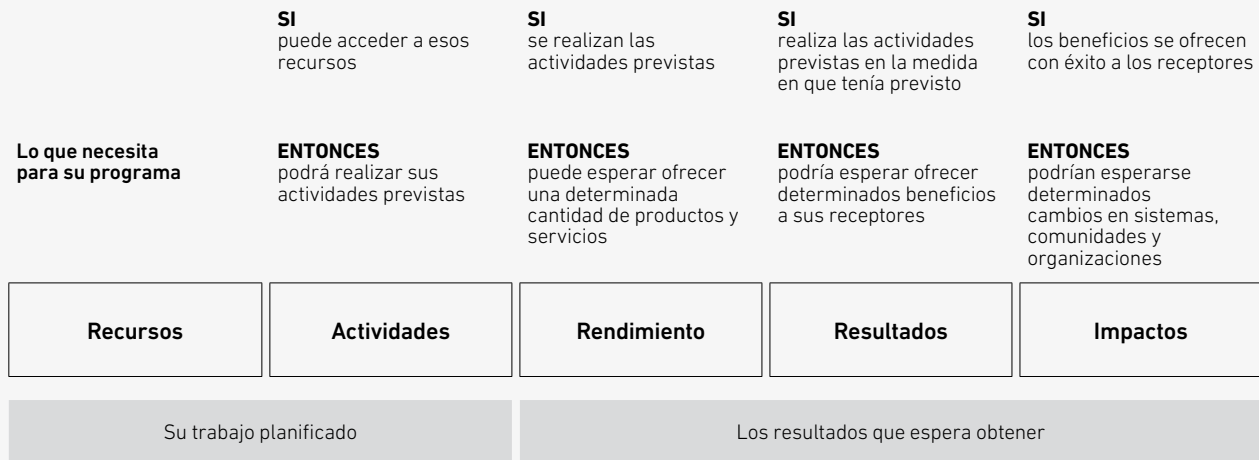 SI
puede acceder a esos
recursos
SI
se realizan las
actividades previstas
SI
realiza las actividades
previstas en la medida
en que tenía previsto
SI
los beneficios se ofrecen
con éxito a los receptores
Lo que necesita
para su programa
ENTONCES
podrá realizar sus
actividades previstas
ENTONCES
puede esperar ofrecer
una determinada
cantidad de productos y
servicios
ENTONCES
podría esperar ofrecer
determinados beneficios
a sus receptores
ENTONCES
podrían esperarse
determinados
cambios en sistemas,
comunidades y
organizaciones
Recursos
Actividades
Rendimiento
Resultados
Impactos
Su trabajo planificado
Los resultados que espera obtener